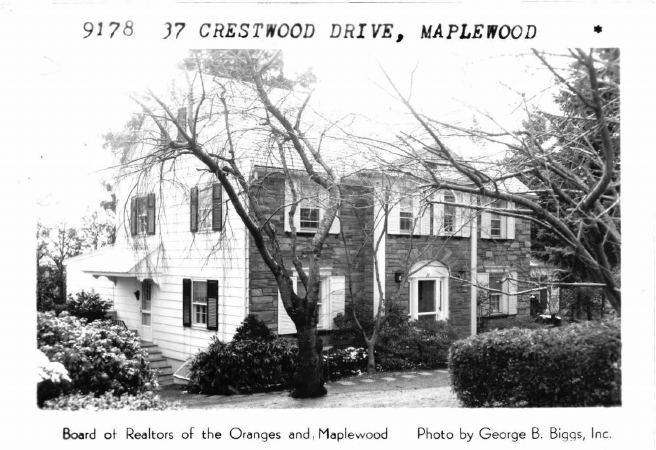 9178 37 CRESTWOOD DRIVE, MAPLEWOOD *
Board of Realtors of the Oranges and Maplewood Photo by George B. Biggs, Inc.